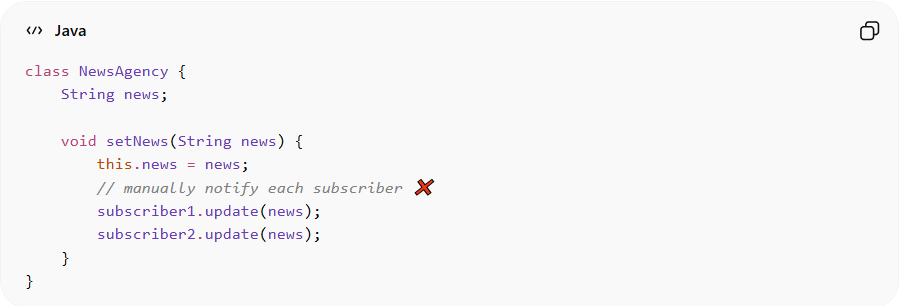 </> Java
class NewsAgency {
    String news;

    void setNews(String news) {
        this.news = news;
        // manually notify each subscriber ❌
        subscriber1.update(news);
        subscriber2.update(news);
    }
}